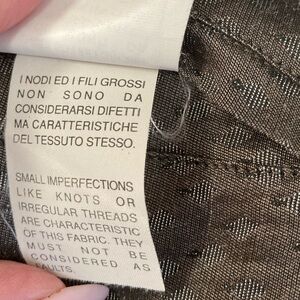 I NODI ED I FILI GROSSI
NON SONO DA
CONSIDERARSI DIFETTI
MA CARATTERISTICHE
DEL TESSUTO STESSO.
SMALL IMPERFECTIONS
LIKE KNOTS OR
IRREGULAR THREADS
ARE CHARACTERISTIC
OF THIS FABRIC. THEY
MUST NOT BE
CONSIDERED AS
FAULTS.